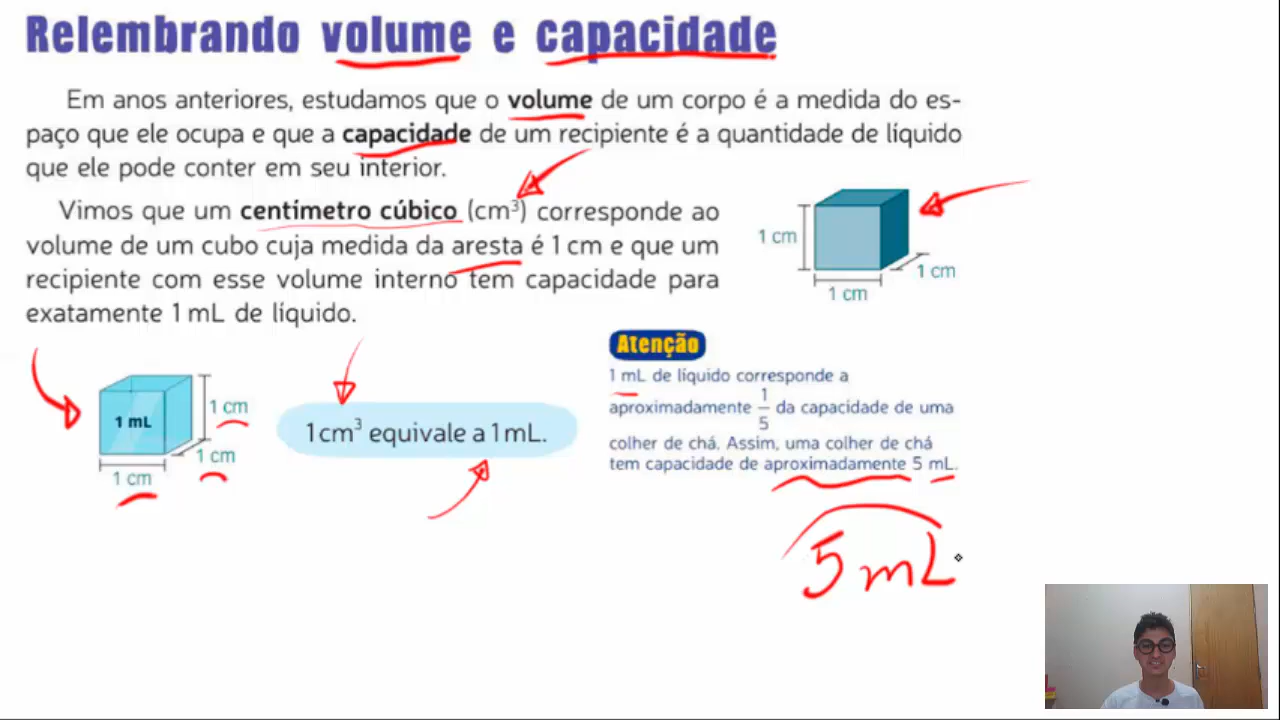 Relembrando volume e capacidade
Em anos anteriores, estudamos que o volume de um corpo é a medida do es-
paço que ele ocupa e que a capacidade de um recipiente é a quantidade de líquido
que ele pode conter em seu interior.
Vimos que um centímetro cúbico (cm³) corresponde ao
volume de um cubo cuja medida da aresta é 1 cm e que um
recipiente com esse volume interno tem capacidade para
exatamente 1 mL de líquido.
1 cm
1 cm
1 cm
1 mL
1 cm
1 cm
1 cm
1 cm³ equivale a 1 mL.
Atenção
1 mL de líquido corresponde a
aproximadamente 1/5 da capacidade de uma
colher de chá. Assim, uma colher de chá
tem capacidade de aproximadamente 5 mL.
5 mL